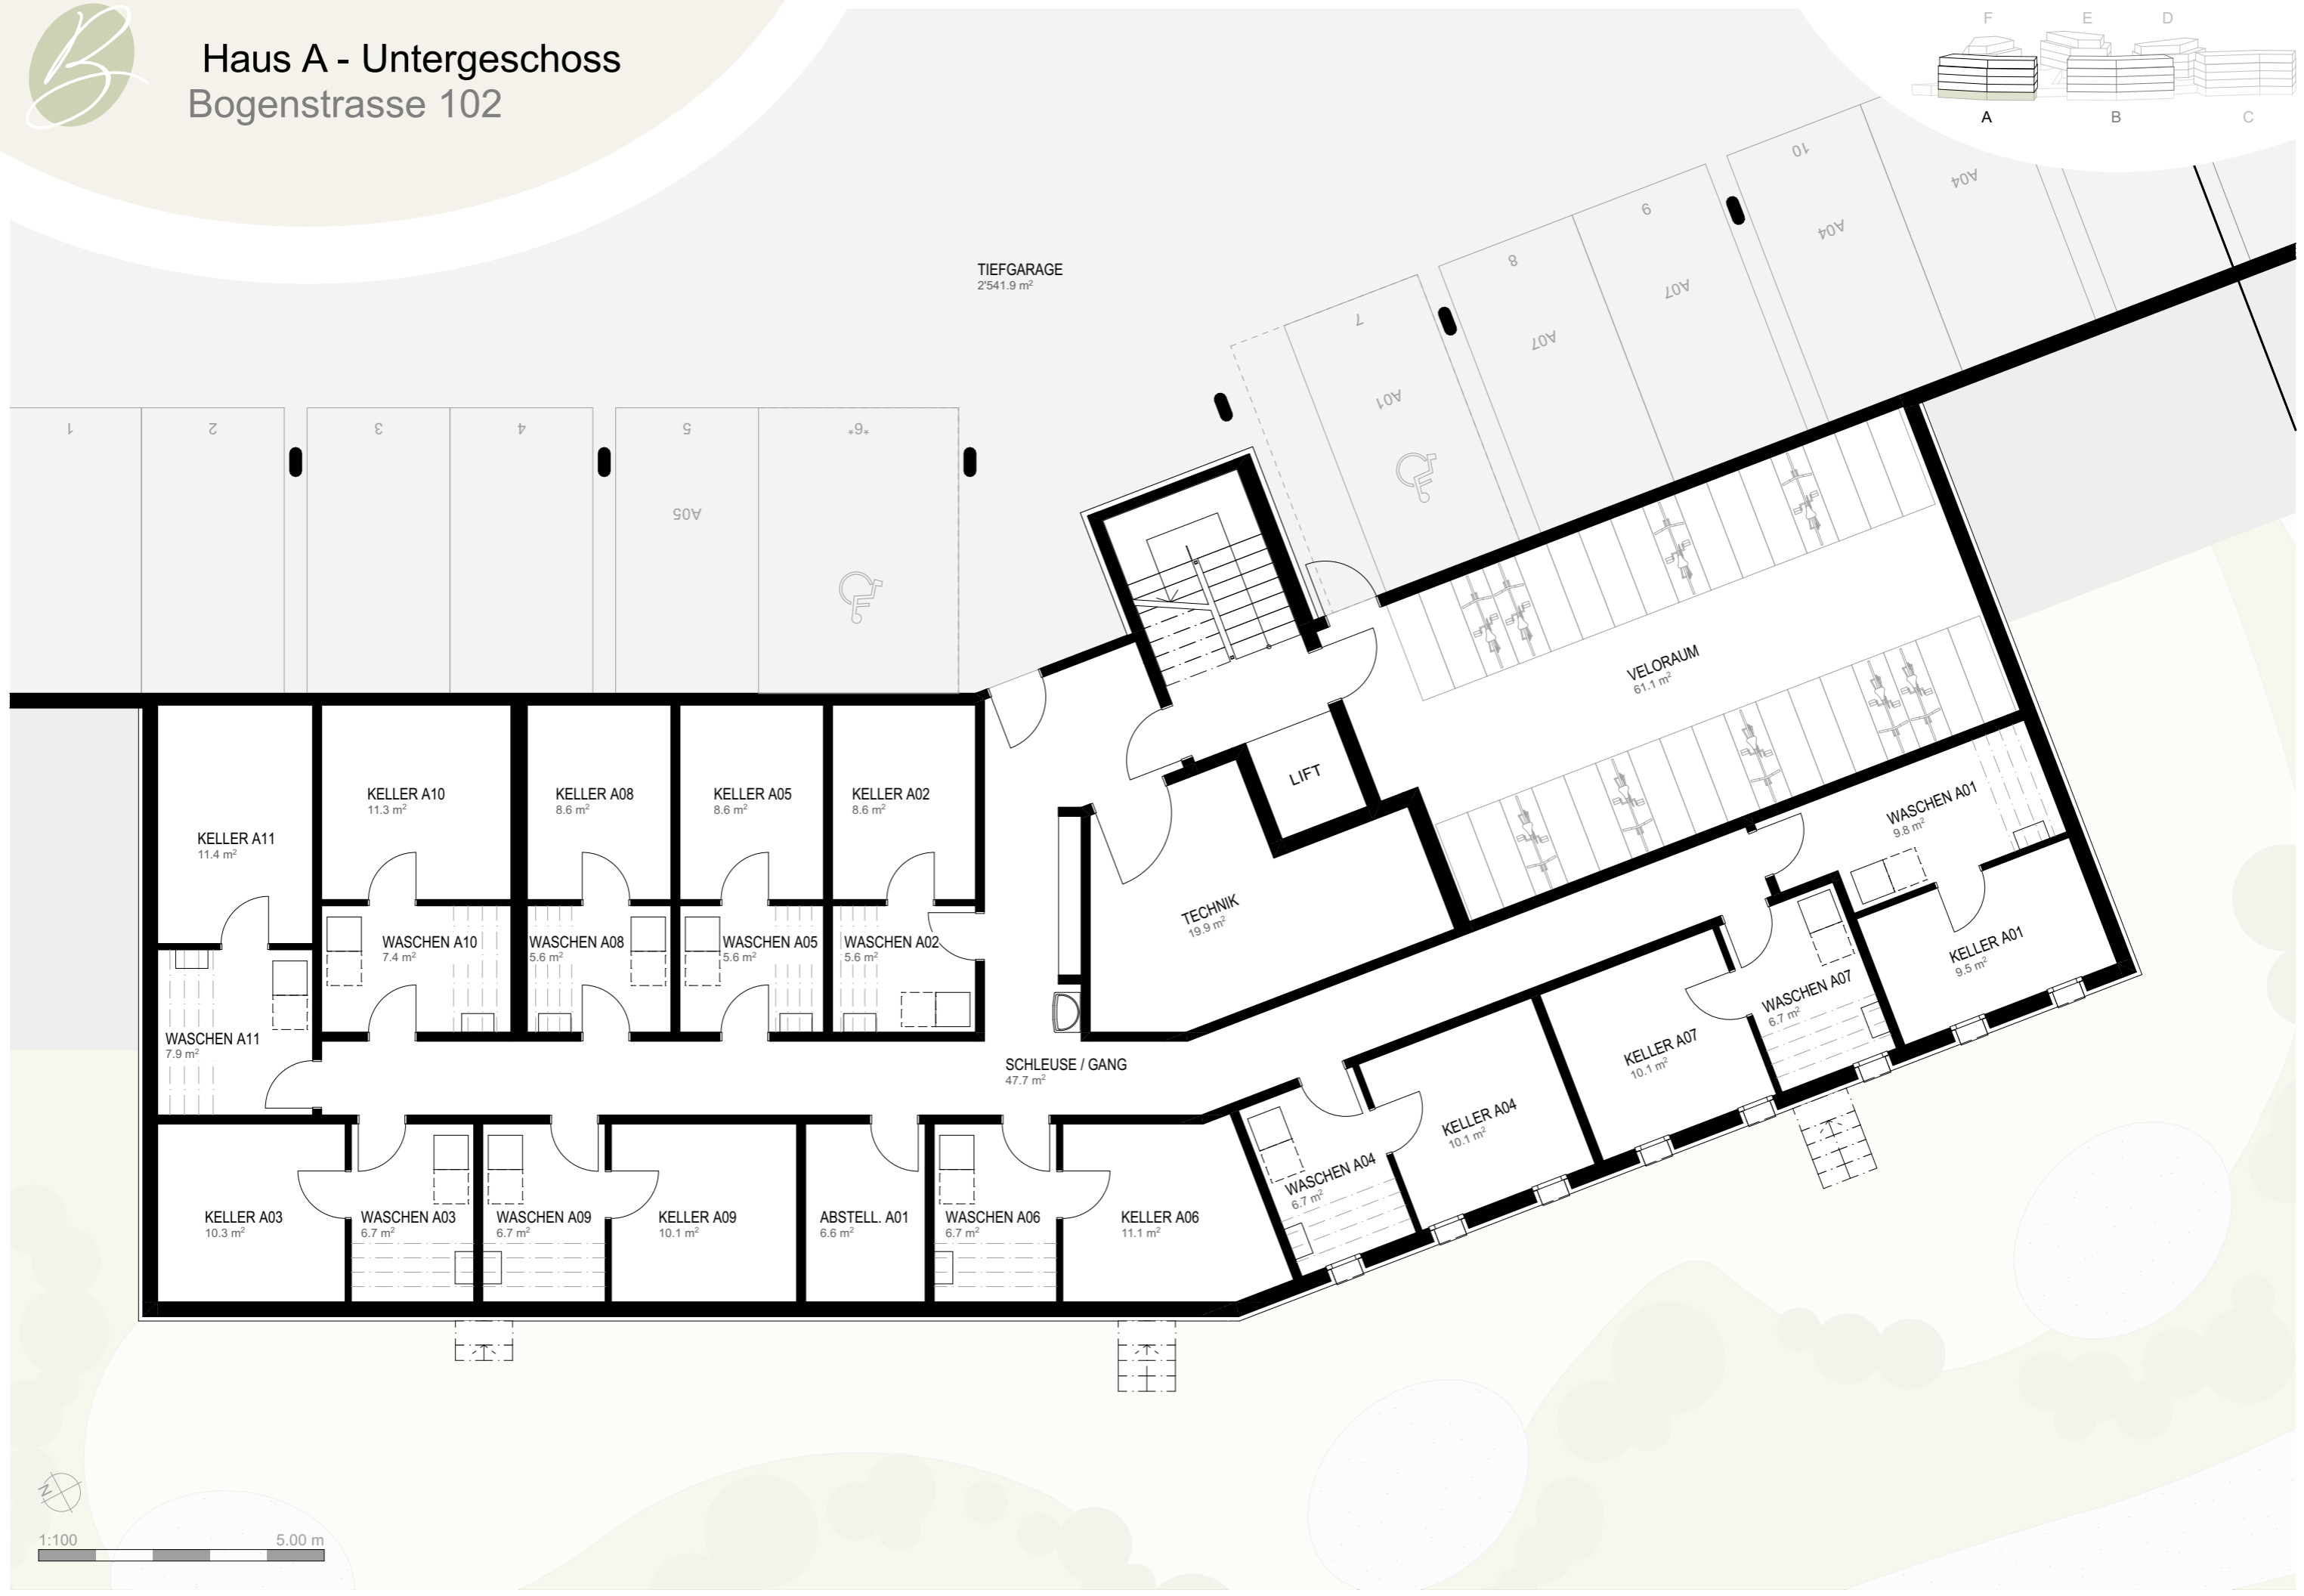 Haus A - Untergeschoss
Bogenstrasse 102
F
E
D
A
B
C
TIEFGARAGE
2'541.9 m²
1
2
3
4
5
*6*
A05
7
A01
8
A07
9
A07
10
A04
A04
VELORAUM
61.1 m²
LIFT
TECHNIK
19.9 m²
KELLER A11
11.4 m²
KELLER A10
11.3 m²
KELLER A08
8.6 m²
KELLER A05
8.6 m²
KELLER A02
8.6 m²
WASCHEN A11
7.9 m²
WASCHEN A10
7.4 m²
WASCHEN A08
5.6 m²
WASCHEN A05
5.6 m²
WASCHEN A02
5.6 m²
WASCHEN A01
9.8 m²
KELLER A01
9.5 m²
WASCHEN A07
6.7 m²
KELLER A07
10.1 m²
KELLER A04
10.1 m²
WASCHEN A04
6.7 m²
SCHLEUSE / GANG
47.7 m²
KELLER A03
10.3 m²
WASCHEN A03
6.7 m²
WASCHEN A09
6.7 m²
KELLER A09
10.1 m²
ABSTELL. A01
6.6 m²
WASCHEN A06
6.7 m²
KELLER A06
11.1 m²
N
1:100
5.00 m